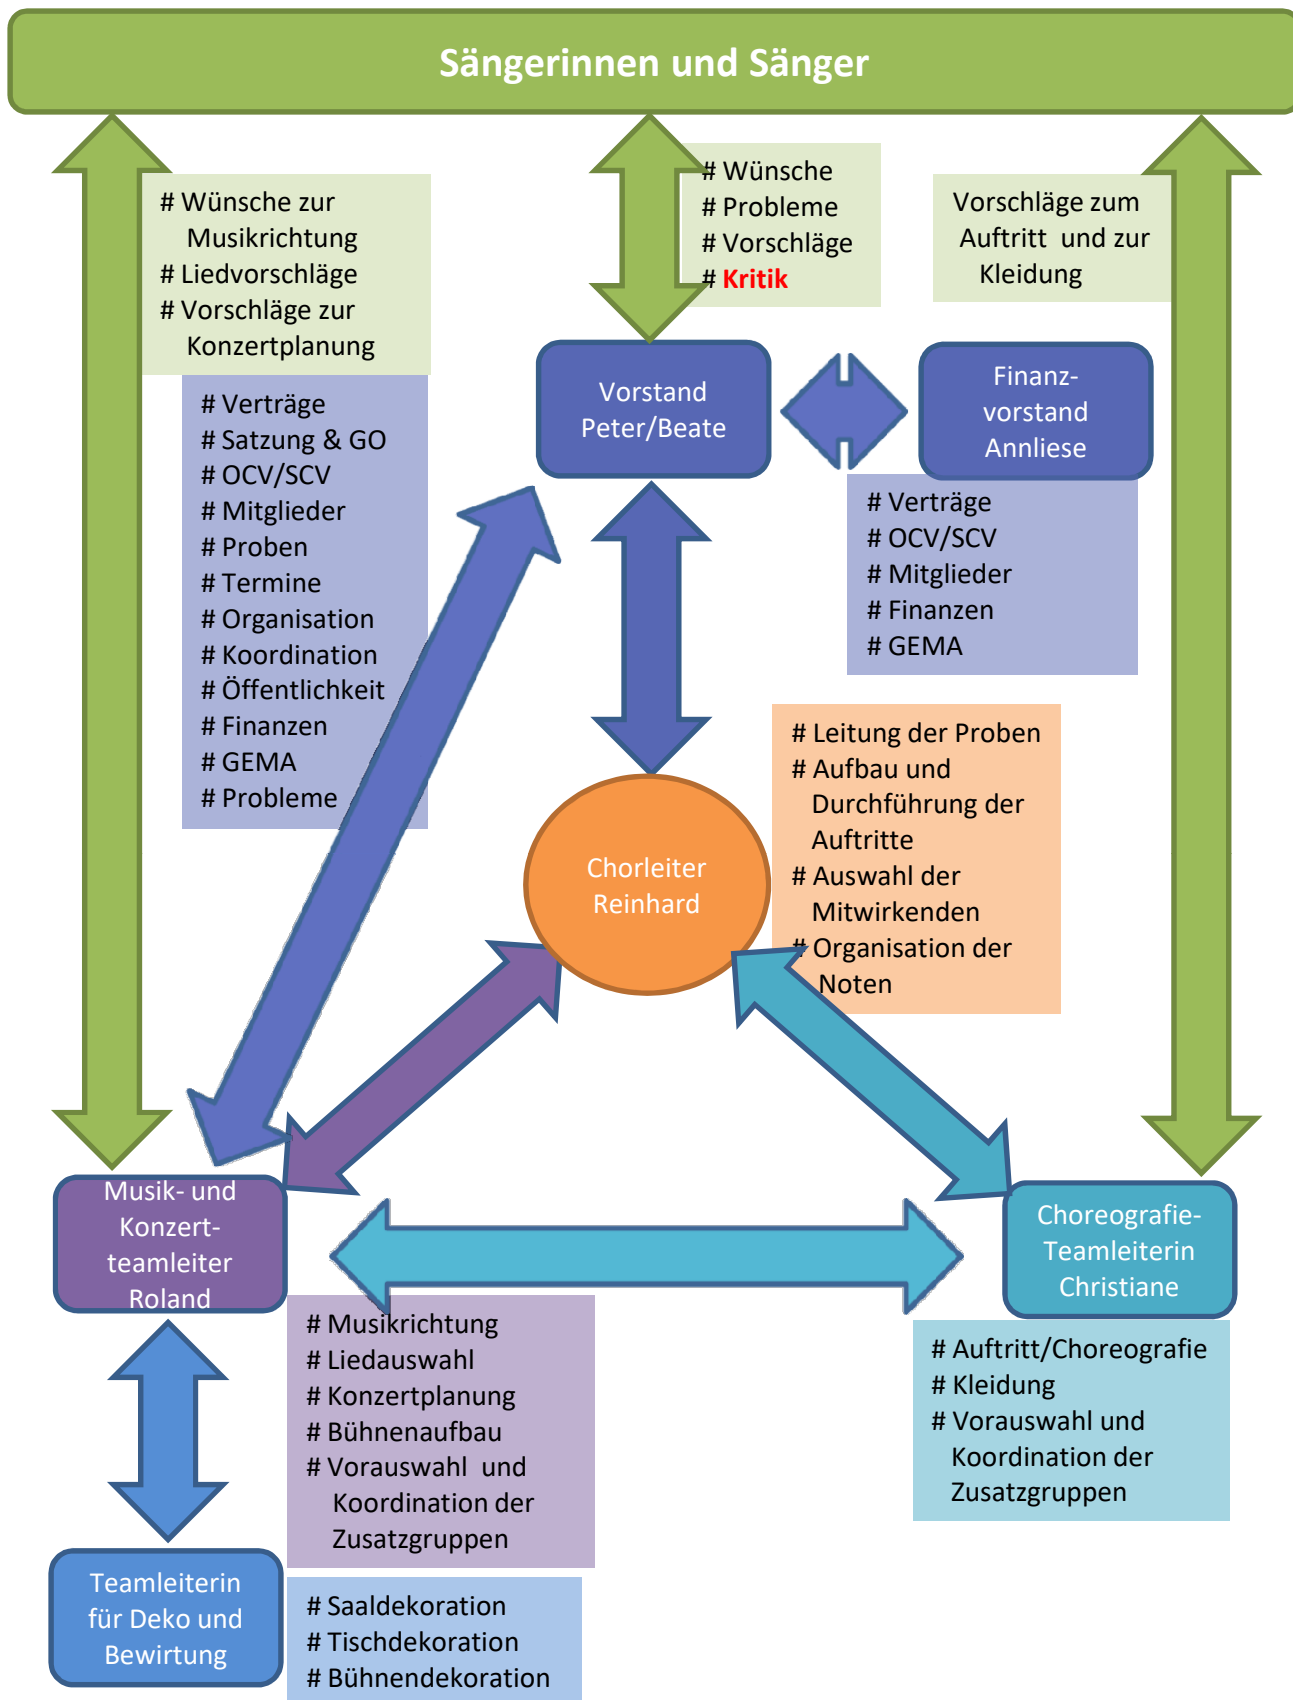 Sängerinnen und Sänger
# Wünsche zur
Musikrichtung
# Liedvorschläge
# Vorschläge zur
Konzertplanung
# Wünsche
# Probleme
# Vorschläge
# Kritik
Vorschläge zum
Auftritt und zur
Kleidung
Vorstand
Peter/Beate
Finanz-
vorstand
Annliese
# Verträge
# Satzung & GO
# OCV/SCV
# Mitglieder
# Proben
# Termine
# Organisation
# Koordination
# Öffentlichkeit
# Finanzen
# GEMA
# Probleme
# Verträge
# OCV/SCV
# Mitglieder
# Finanzen
# GEMA
Chorleiter
Reinhard
# Leitung der Proben
# Aufbau und
Durchführung der
Auftritte
# Auswahl der
Mitwirkenden
# Organisation der
Noten
Musik- und
Konzert-
teamleiter
Roland
Choreografie-
Teamleiterin
Christiane
# Musikrichtung
# Liedauswahl
# Konzertplanung
# Bühnenaufbau
# Vorauswahl und
Koordination der
Zusatzgruppen
# Auftritt/Choreografie
# Kleidung
# Vorauswahl und
Koordination der
Zusatzgruppen
Teamleiterin
für Deko und
Bewirtung
# Saaldekoration
# Tischdekoration
# Bühnendekoration